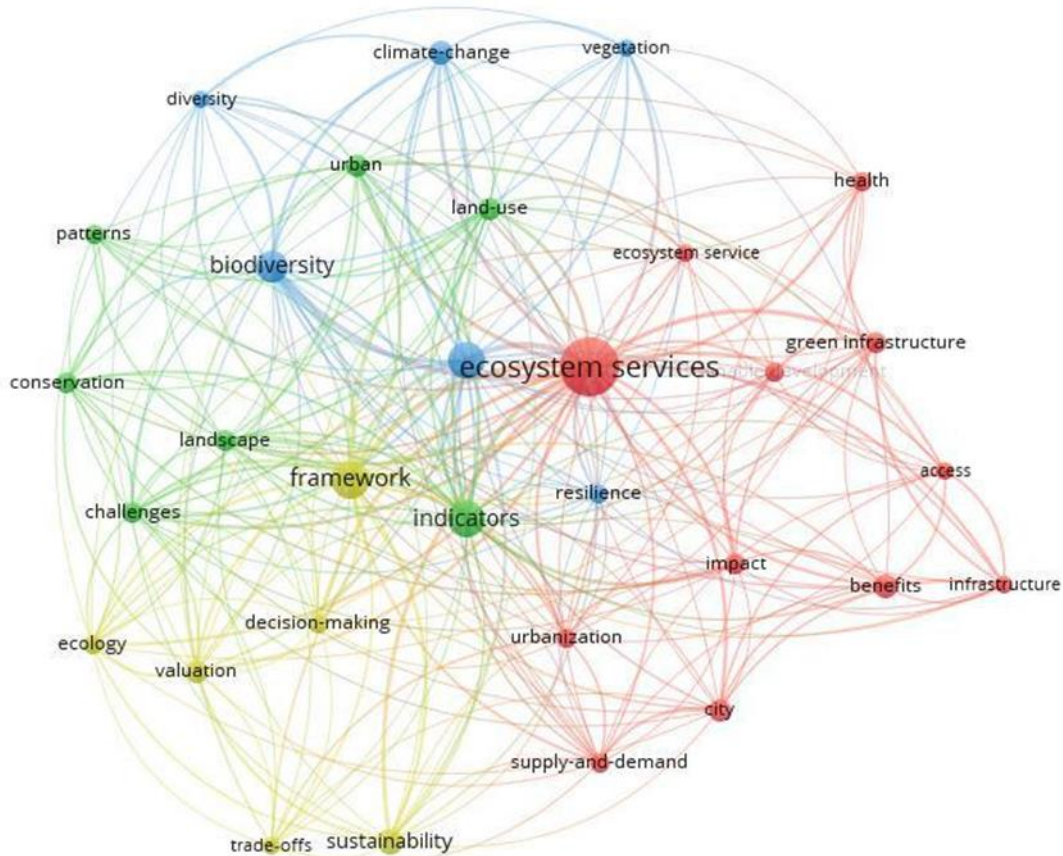 climate-change
vegetation
diversity
urban
health
land-use
patterns
ecosystem service
biodiversity
green infrastructure
ecosystem services
development
conservation
landscape
access
framework
resilience
challenges
indicators
impact
benefits
infrastructure
decision-making
urbanization
ecology
valuation
city
supply-and-demand
sustainability
trade-offs